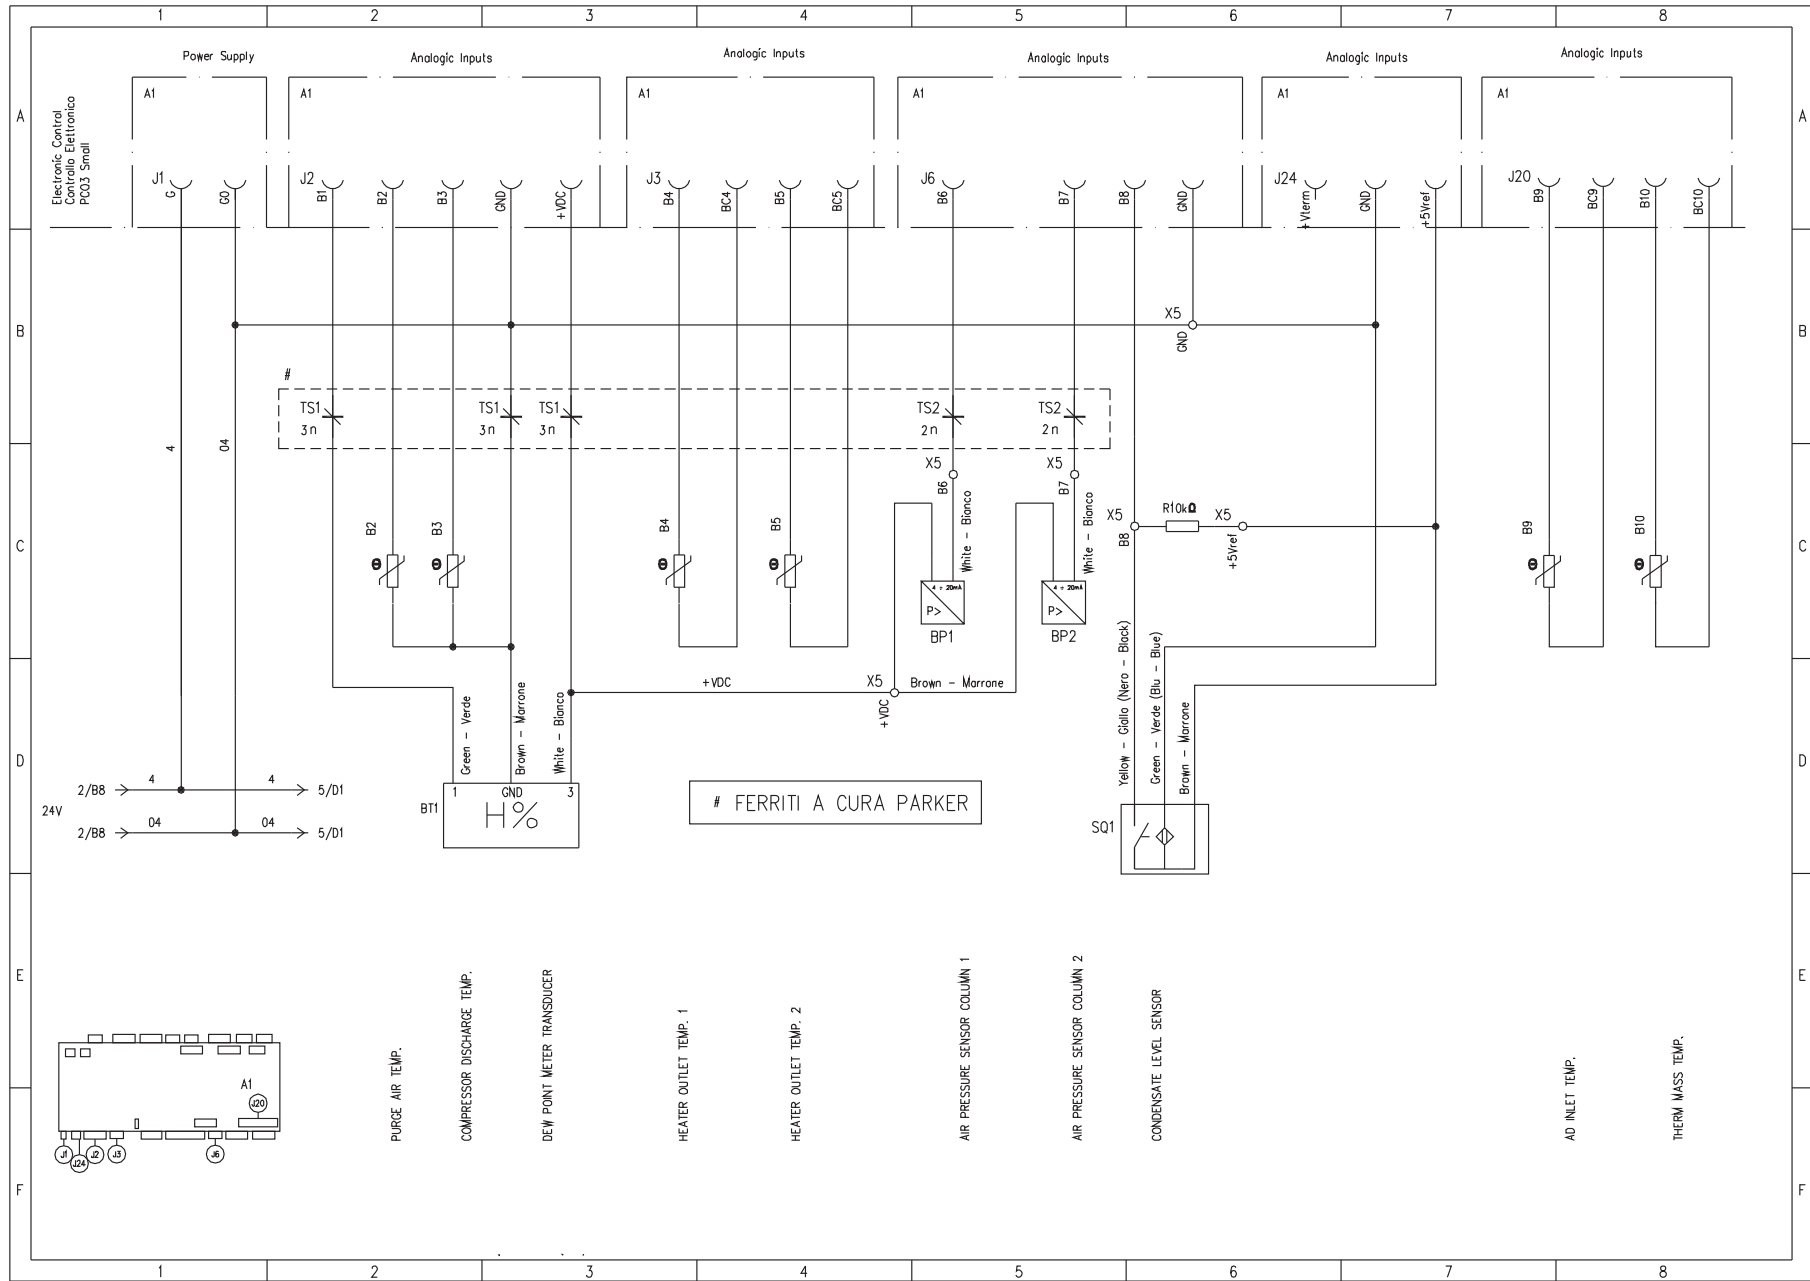 1 2 3 4 5 6 7 8
Power Supply
Analogic Inputs
Analogic Inputs
Analogic Inputs
Analogic Inputs
Analogic Inputs
A
A
Electronic Control
Controllo Elettronico
PCO3 Small
A1
A1
A1
A1
A1
A1
J1
G
G0
J2
B1
B2
B3
GND
+VDC
J3
B4
BC4
B5
BC5
J6
B6
B7
B8
GND
J24
+Vterm
GND
+5Vref
J20
B9
BC9
B10
BC10
B
B
X5
GND
#
TS1
3n
TS1
3n
TS1
3n
TS2
2n
TS2
2n
4
04
X5
B6
White - Bianco
X5
B7
White - Bianco
C
C
B2
B3
B4
B5
X5
B8
R10kΩ
X5
+5Vref
B9
B10
Θ
Θ
Θ
Θ
Θ
Θ
4 ÷ 20mA
P>
BP1
4 ÷ 20mA
P>
BP2
+VDC
X5
+VDC
Brown - Marrone
Green - Verde
Brown - Marrone
White - Bianco
Yellow - Giallo (Nero - Black)
Green - Verde (Blu - Blue)
Brown - Marrone
D
D
24V
2/B8
4
4
5/D1
2/B8
04
04
5/D1
BT1
1
GND
3
H%
# FERRITI A CURA PARKER
SQ1
E
E
PURGE AIR TEMP.
COMPRESSOR DISCHARGE TEMP.
DEW POINT METER TRANSDUCER
HEATER OUTLET TEMP. 1
HEATER OUTLET TEMP. 2
AIR PRESSURE SENSOR COLUMN 1
AIR PRESSURE SENSOR COLUMN 2
CONDENSATE LEVEL SENSOR
AD INLET TEMP.
THERM MASS TEMP.
A1
J20
J1
J24
J2
J3
J6
F
F
1 2 3 4 5 6 7 8